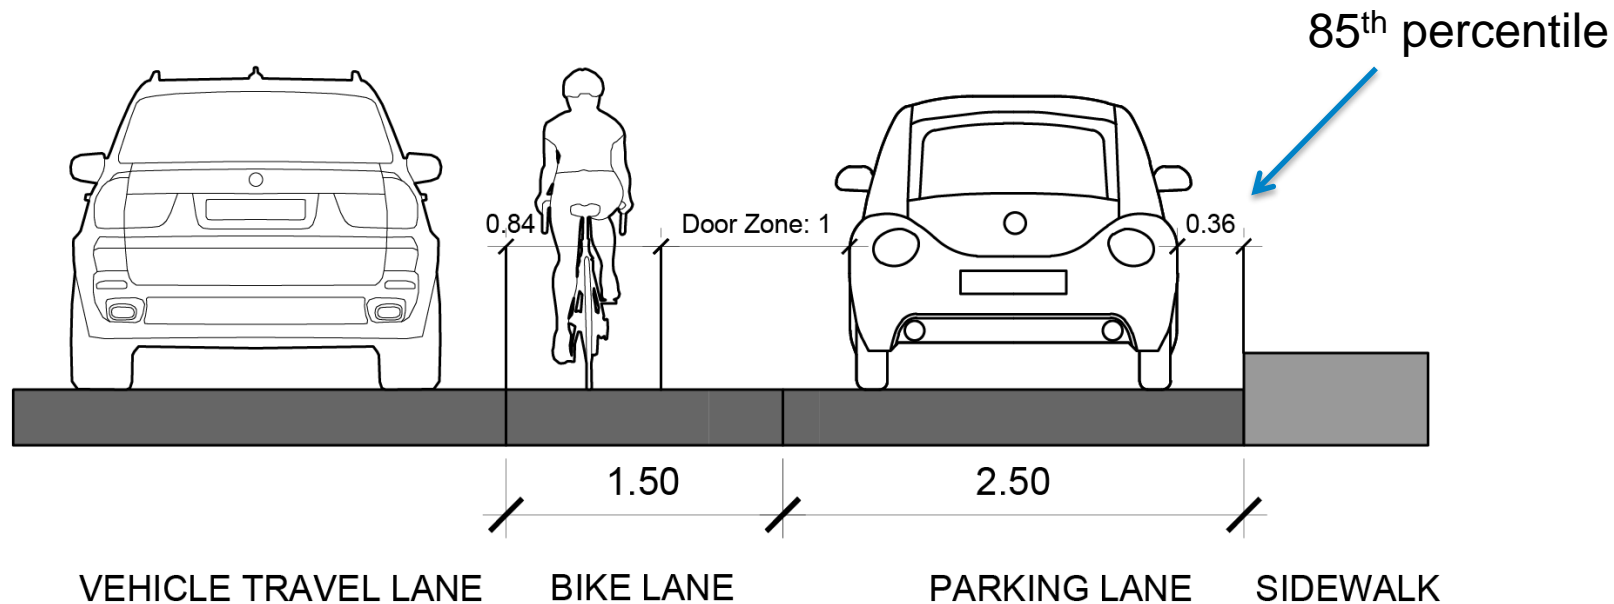 85th percentile
0.84
Door Zone: 1
0.36
1.50
2.50
VEHICLE TRAVEL LANE
BIKE LANE
PARKING LANE
SIDEWALK